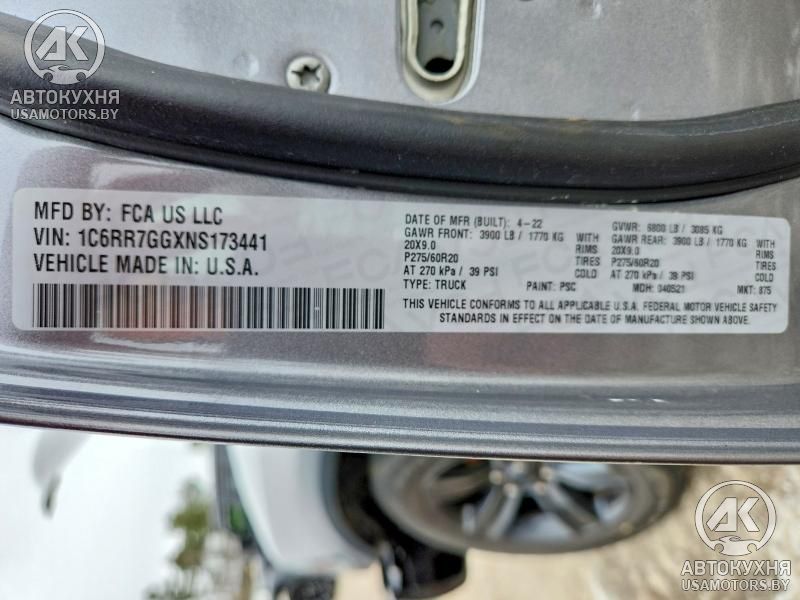 AK
АВТОКУХНЯ
USAMOTORS.BY
MFD BY: FCA US LLC
VIN: 1C6RR7GGXNS173441
VEHICLE MADE IN: U.S.A.
DATE OF MFR (BUILT): 4-22 GVWR: 6800 LB / 3085 KG
GAWR FRONT: 3900 LB / 1770 KG GAWR REAR: 3900 LB / 1770 KG
20X9.0 RIMS 20X9.0 RIMS
P275/60R20 TIRES P275/60R20 TIRES
AT 270 kPa / 39 PSI COLD AT 270 kPa / 39 PSI COLD
TYPE: TRUCK PAINT: PSC MDH: 040521 MKT: 875
THIS VEHICLE CONFORMS TO ALL APPLICABLE U.S.A. FEDERAL MOTOR VEHICLE SAFETY
STANDARDS IN EFFECT ON THE DATE OF MANUFACTURE SHOWN ABOVE.
AK
АВТОКУХНЯ
USAMOTORS.BY